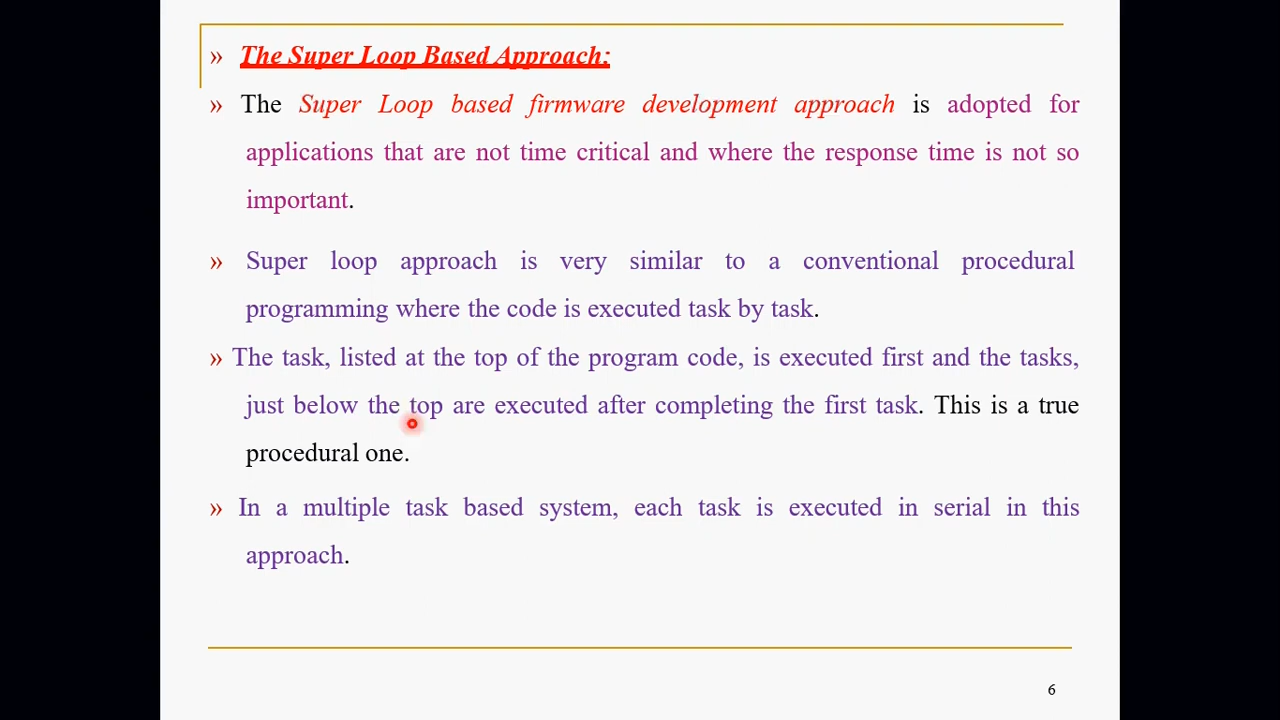 » The Super Loop Based Approach:
» The Super Loop based firmware development approach is adopted for
applications that are not time critical and where the response time is not so
important.
» Super loop approach is very similar to a conventional procedural
programming where the code is executed task by task.
» The task, listed at the top of the program code, is executed first and the tasks,
just below the top are executed after completing the first task. This is a true
procedural one.
» In a multiple task based system, each task is executed in serial in this
approach.
6